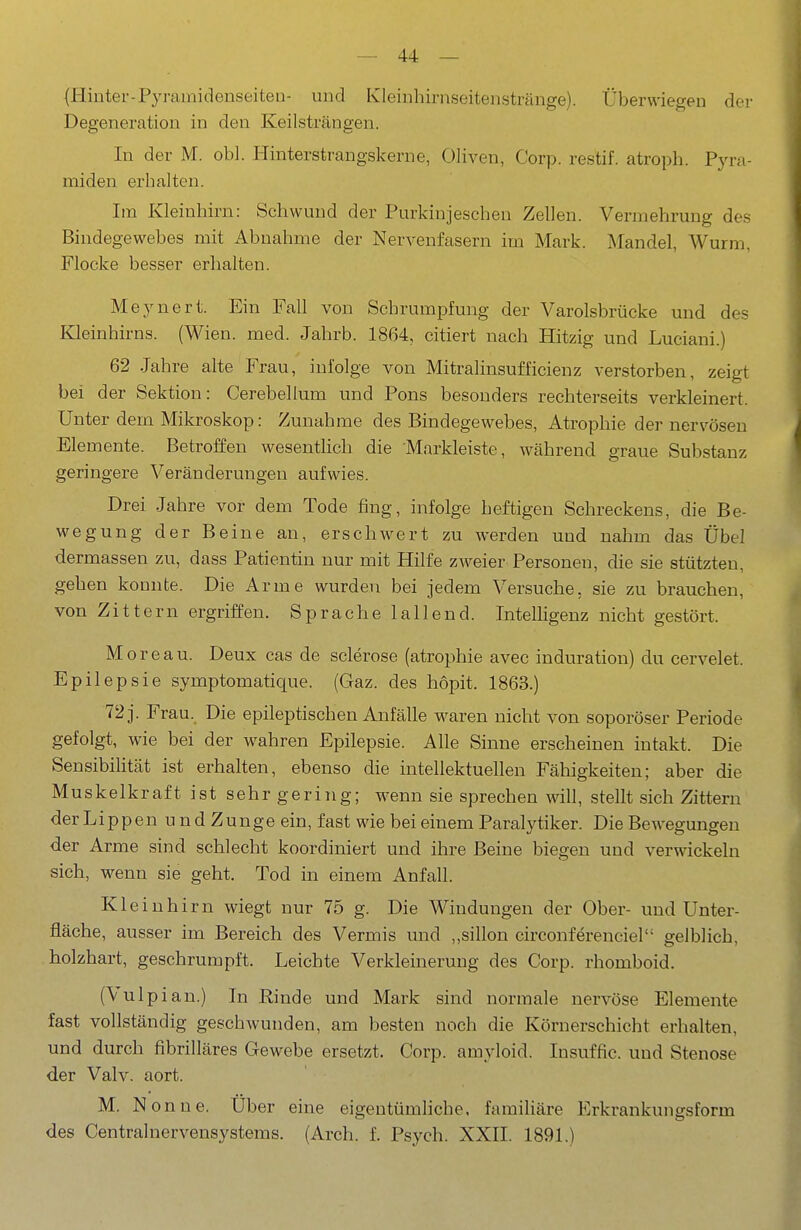 — 44 —
(Hinter-Pyramidenseiten- und Kleinhirnseitenstränge). Überwiegen der
Degeneration in den Keilsträngen.
In der M. obl. Hinterstrangskerne, Oliven, Corp. restif. atroph. Pyra-
miden erhalten.
Im Kleinhirn: Schwund der Purkinjeschen Zellen. Vermehrung des
Bindegewebes mit Abnahme der Nervenfasern im Mark. Mandel, Wurm,
Flocke besser erhalten.
Meynert. Ein Fall von Schrumpfung der Varolsbrücke und des
Kleinhirns. (Wien. med. Jahrb. 1864, citiert nach Hitzig und Luciani.)
62 Jahre alte Frau, infolge von Mitralinsufficienz verstorben, zeigt
bei der Sektion: Cerebellum und Pons besonders rechterseits verkleinert.
Unter dem Mikroskop: Zunahme des Bindegewebes, Atrophie der nervösen
Elemente. Betroffen wesentlich die Markleiste, während graue Substanz
geringere Veränderungen aufwies.
Drei Jahre vor dem Tode fing, infolge heftigen Schreckens, die Be-
wegung der Beine an, erschwert zu werden und nahm das Übel
dermassen zu, dass Patientin nur mit Hilfe zweier Personen, die sie stützten,
gehen konnte. Die Arme wurden bei jedem Versuche, sie zu brauchen,
von Zittern ergriffen. Sprache lallend. Intelligenz nicht gestört.
Moreau. Deux cas de sclérose (atrophie avec induration) du cervelet.
Epilepsie symptomatique. (Gaz. des hôpit. 1863.)
72 j. Frau. Die epileptischen Anfälle waren nicht von soporöser Periode
gefolgt, wie bei der wahren Epilepsie. Alle Sinne erscheinen intakt. Die
Sensibilität ist erhalten, ebenso die intellektuellen Fähigkeiten; aber die
Muskelkraft ist sehr gering; wenn sie sprechen will, stellt sich Zittern
der Lippen und Zunge ein, fast wie bei einem Paralytiker. Die Bewegungen
der Arme sind schlecht koordiniert und ihre Beine biegen und verwickeln
sich, wenn sie geht. Tod in einem Anfall.
Kleinhirn wiegt nur 75 g. Die Windungen der Ober- und Unter-
fläche, ausser im Bereich des Vermis und „sillon circonférenciel“ gelblich,
holzhart, geschrumpft. Leichte Verkleinerung des Corp. rhomboid.
(Vulpian.) In Rinde und Mark sind normale nervöse Elemente
fast vollständig geschwunden, am besten noch die Körnerschicht erhalten,
und durch fibrilläres Gewebe ersetzt. Corp. amyloid. Insuffic. und Stenose
der Valv. aort.
M. Nonne. Über eine eigentümliche, familiäre Erkrankungsform
des Centralnervensystems. (Arch. f. Psych. XXII. 1891.)